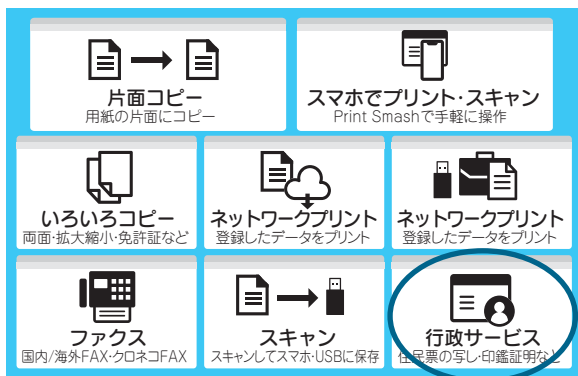 片面コピー
用紙の片面にコピー
スマホでプリント・スキャン
Print Smashで手軽に操作
いろいろコピー
両面・拡大縮小・免許証など
ネットワークプリント
登録したデータをプリント
ネットワークプリント
登録したデータをプリント
ファクス
国内/海外FAX・クロネコFAX
スキャン
スキャンしてスマホ・USBに保存
行政サービス
住民票の写し・印鑑証明など